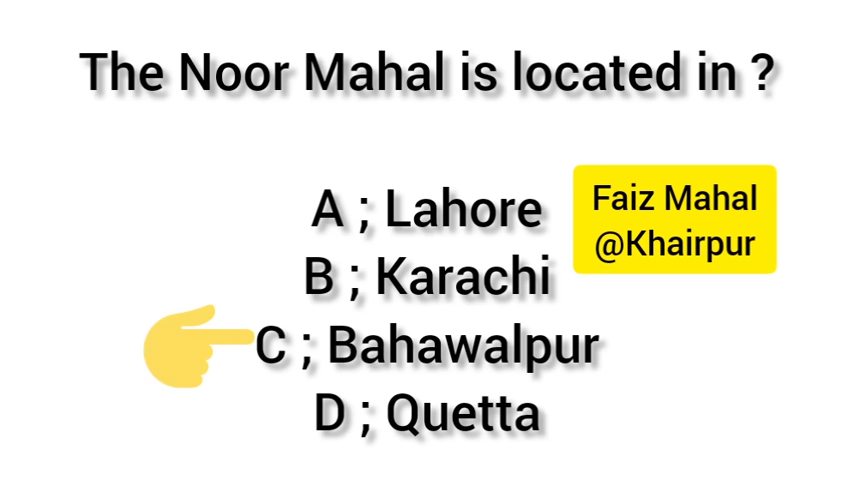 The Noor Mahal is located in ?
A ; Lahore
B ; Karachi
C ; Bahawalpur
D ; Quetta
Faiz Mahal
@Khairpur